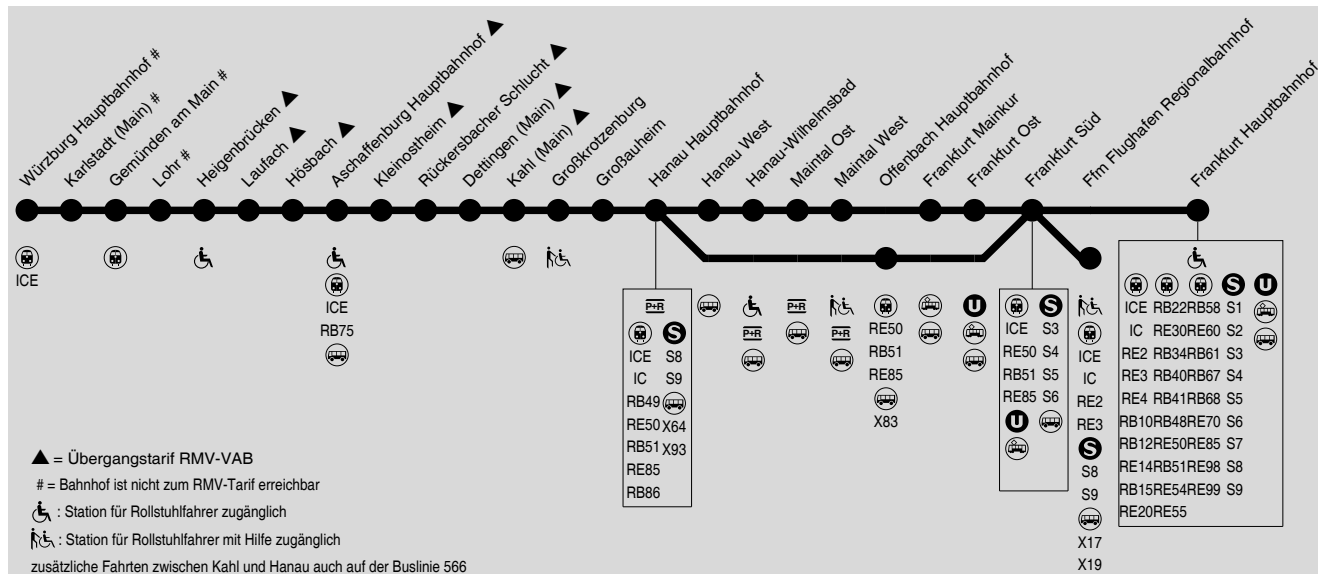 Würzburg Hauptbahnhof #
Karlstadt (Main) #
Gemünden am Main #
Lohr #
Heigenbrücken ▲
Laufach ▲
Hösbach ▲
Aschaffenburg Hauptbahnhof ▲
Kleinostheim ▲
Rückersbacher Schlucht ▲
Dettingen (Main) ▲
Kahl (Main) ▲
Großkrotzenburg
Großauheim
Hanau Hauptbahnhof
Hanau West
Hanau-Wilhelmsbad
Maintal Ost
Maintal West
Offenbach Hauptbahnhof
Frankfurt Mainkur
Frankfurt Ost
Frankfurt Süd
Ffm Flughafen Regionalbahnhof
Frankfurt Hauptbahnhof
ICE
ICE
RB75
P+R
S
ICE S8
IC S9
RB49
RE50 X64
RB51 X93
RE85
RB86
P+R
P+R
P+R
RE50
RB51
RE85
X83
U
S
ICE S3
RE50 S4
RB51 S5
RE85 S6
U
ICE
IC
RE2
RE3
S
S8
S9
X17
X19
S U
ICE RB22 RB58 S1
IC RE30 RE60 S2
RE2 RB34 RB61 S3
RE3 RB40 RB67 S4
RE4 RB41 RB68 S5
RB10 RB48 RE70 S6
RB12 RE50 RE85 S7
RE14 RB51 RE98 S8
RB15 RE54 RE99 S9
RE20 RE55
▲ = Übergangstarif RMV-VAB
# = Bahnhof ist nicht zum RMV-Tarif erreichbar
: Station für Rollstuhlfahrer zugänglich
: Station für Rollstuhlfahrer mit Hilfe zugänglich
zusätzliche Fahrten zwischen Kahl und Hanau auch auf der Buslinie 566